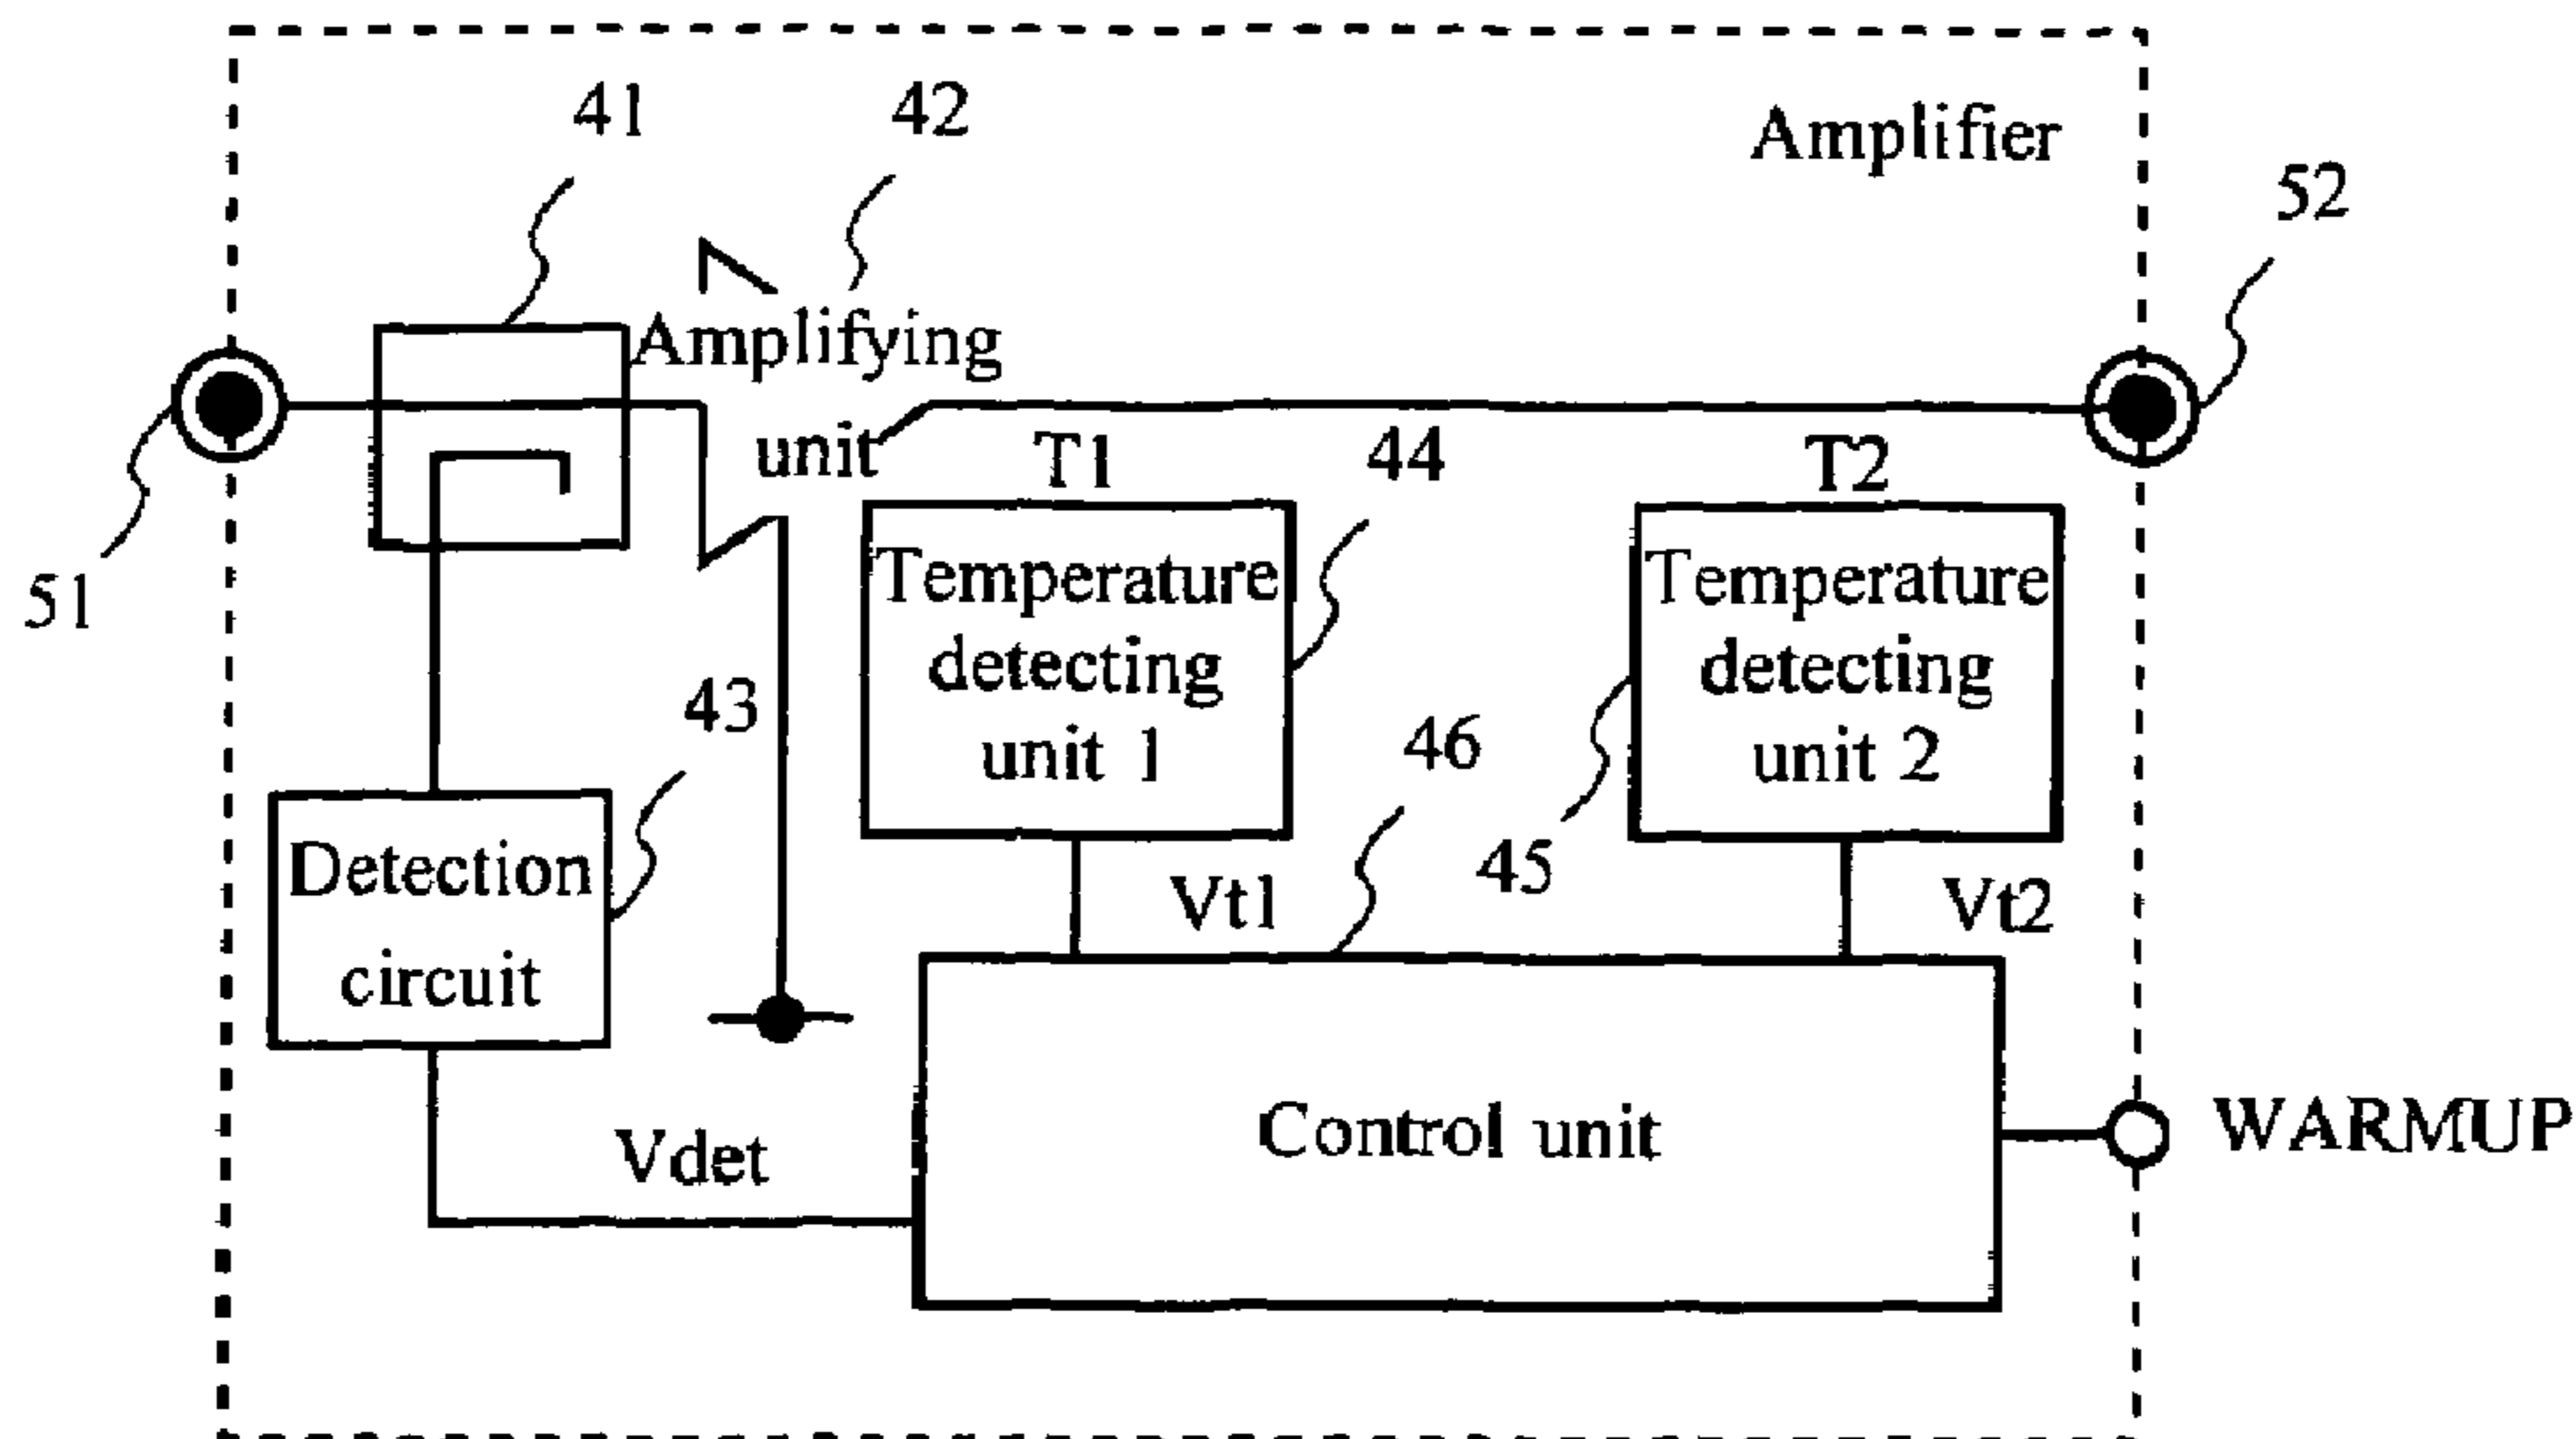 41
42
Amplifier
52
Amplifying
unit
T1
44
T2
51
Temperature
detecting
unit 1
Temperature
detecting
unit 2
43
46
45
Detection
circuit
Vt1
Vt2
Vdet
Control unit
WARMUP